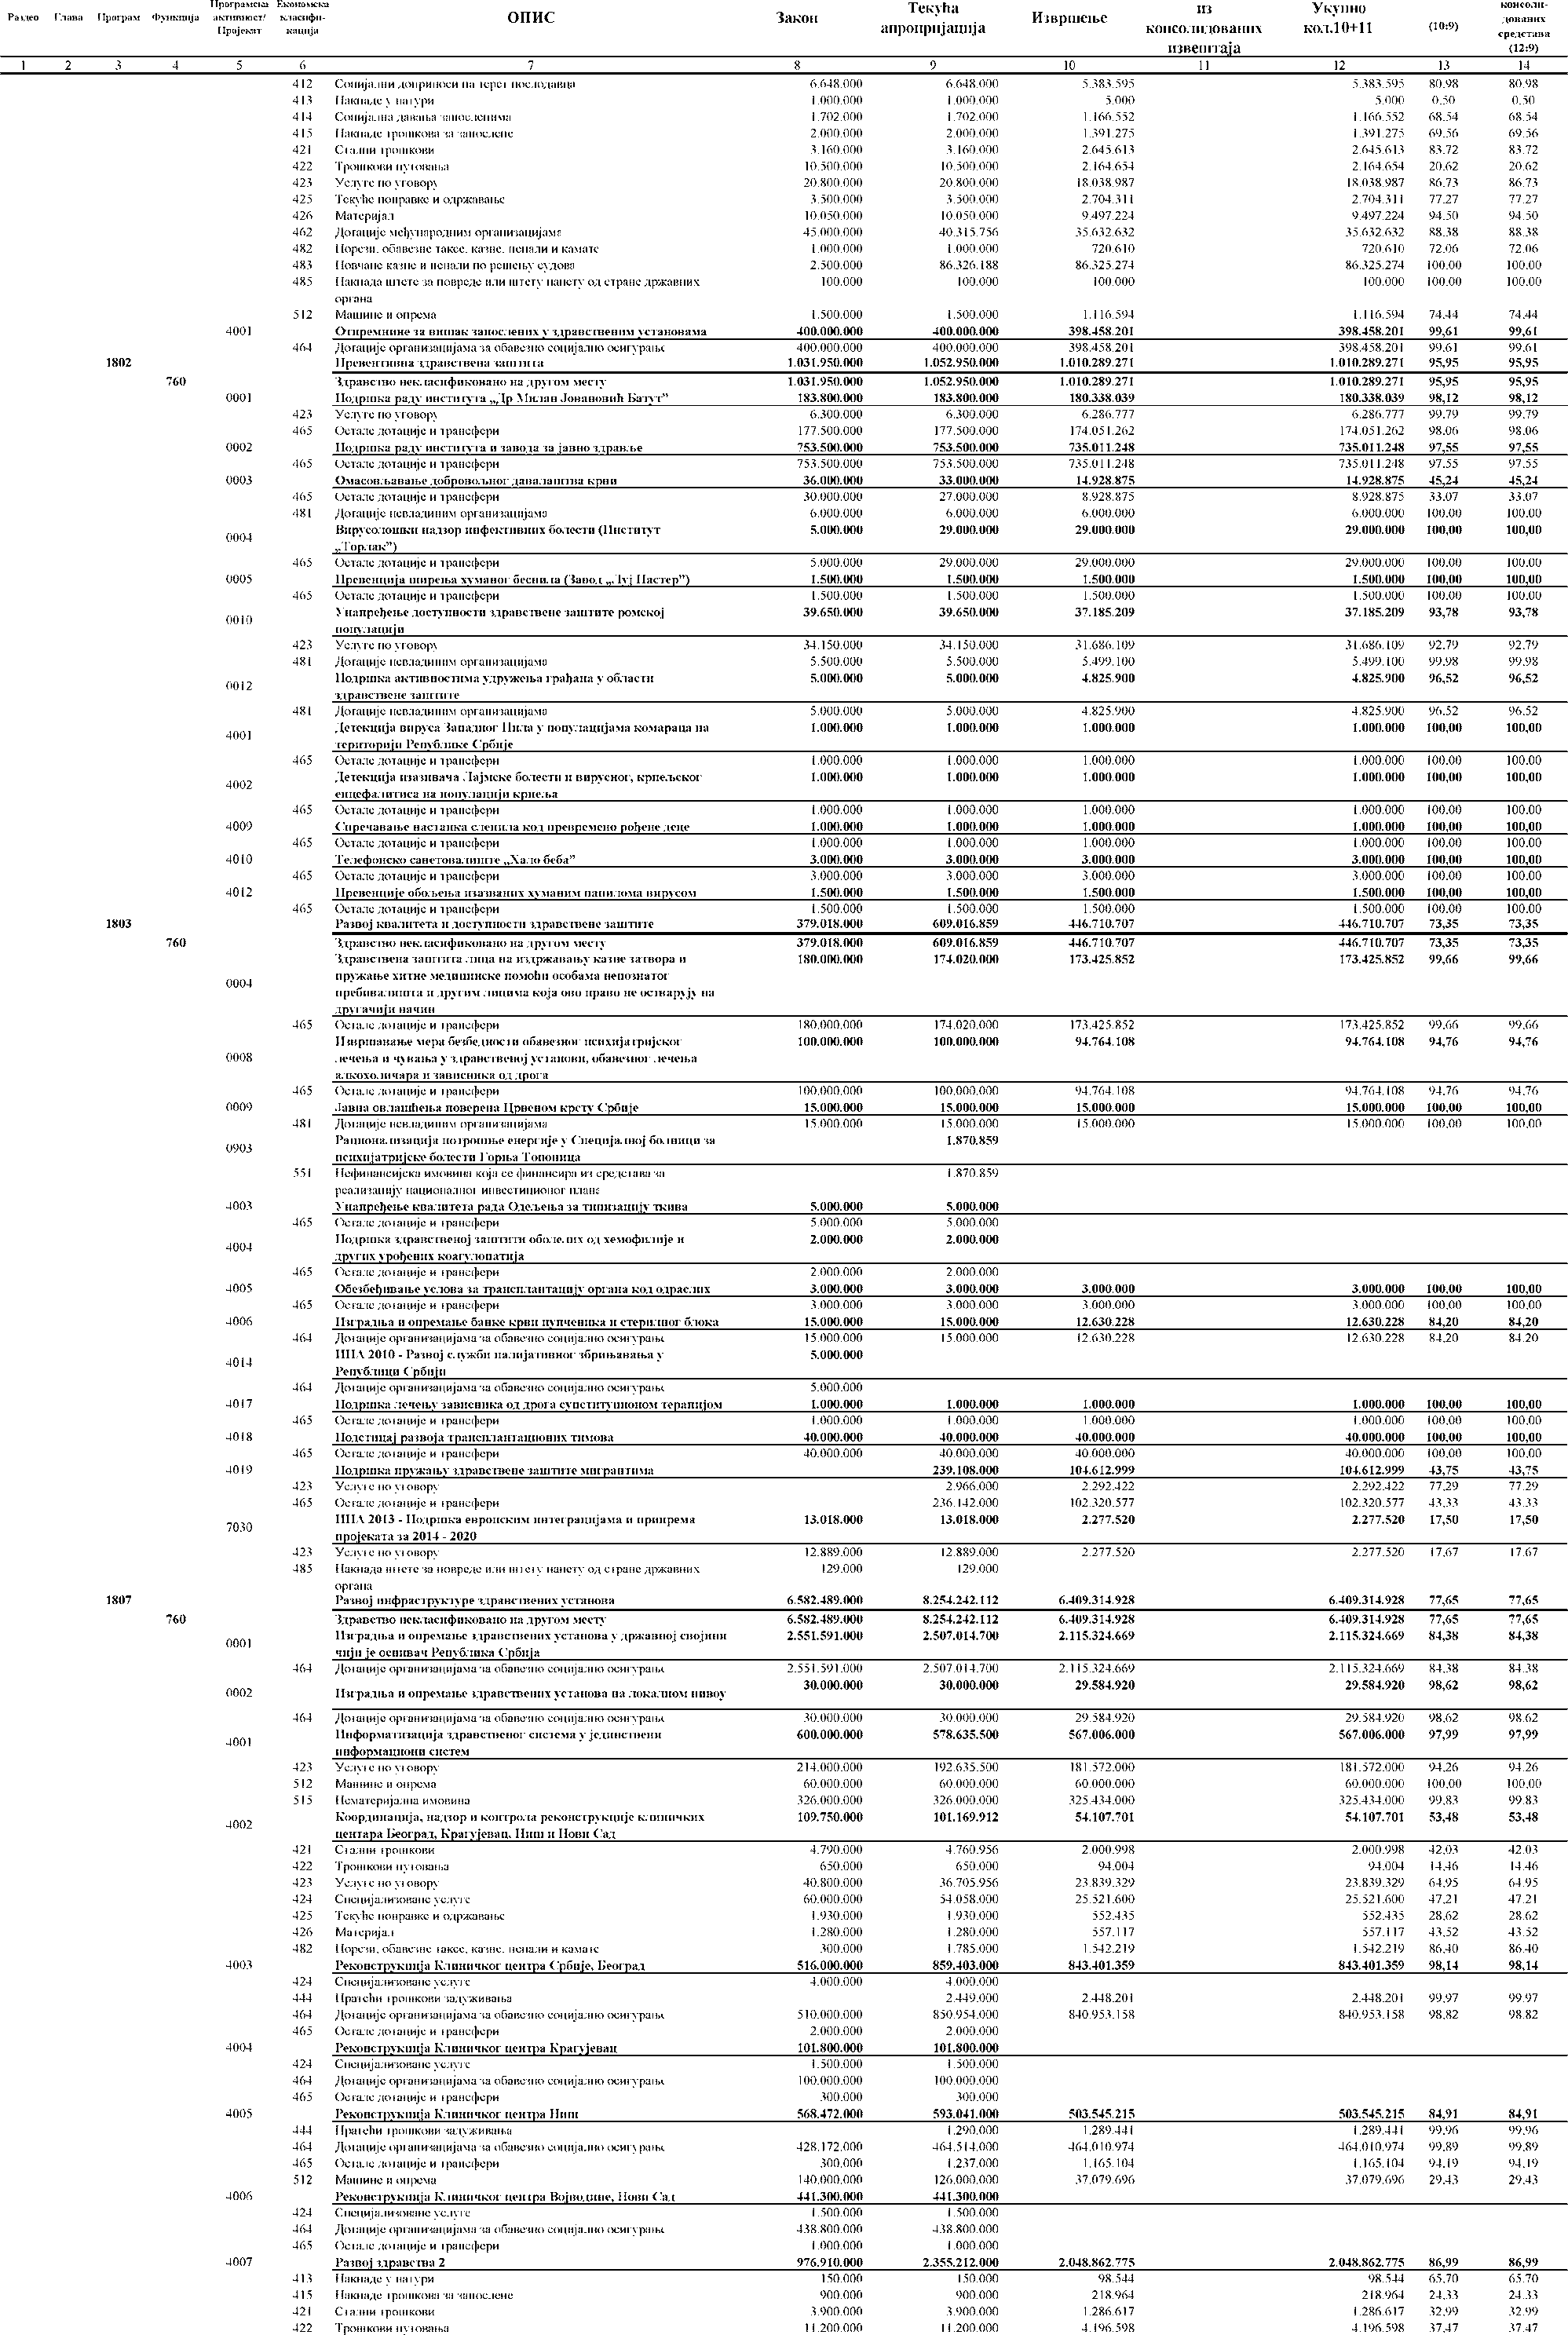 Раздео Глава Програм Функција Програмска активност/ Пројекат Економска класифи-кација ОПИС Закон Текућа апропријација Извршење из консолидованих извештаја Укупно кол.10+11 (10:9) консоли-дованих средстава (12:9)
1 2 3 4 5 6 7 8 9 10 11 12 13 14
412 Социјални доприноси на терет послодавца 6.648.000 6.648.000 5.383.595 5.383.595 80,98 80,98
413 Накнаде у натури 1.000.000 1.000.000 5.000 5.000 0,50 0,50
414 Социјална давања запосленима 1.702.000 1.702.000 1.166.552 1.166.552 68,54 68,54
415 Накнаде трошкова за запослене 2.000.000 2.000.000 1.391.275 1.391.275 69,56 69,56
421 Стални трошкови 3.160.000 3.160.000 2.645.613 2.645.613 83,72 83,72
422 Трошкови путовања 10.500.000 10.500.000 2.164.654 2.164.654 20,62 20,62
423 Услуге по уговору 20.800.000 20.800.000 18.038.987 18.038.987 86,73 86,73
425 Текуће поправке и одржавање 3.500.000 3.500.000 2.704.311 2.704.311 77,27 77,27
426 Материјал 10.050.000 10.050.000 9.497.224 9.497.224 94,50 94,50
462 Дотације међународним организацијама 45.000.000 40.315.756 35.632.632 35.632.632 88,38 88,38
482 Порези, обавезне таксе, казне, пенали и камате 1.000.000 1.000.000 720.610 720.610 72,06 72,06
483 Новчане казне и пенали по решењу судова 2.500.000 86.326.188 86.325.274 86.325.274 100,00 100,00
485 Накнада штете за повреде или штету нанету од стране државних 100.000 100.000 100.000 100.000 100,00 100,00
органа
512 Машине и опрема 1.500.000 1.500.000 1.116.594 1.116.594 74,44 74,44
4001 Отпремнине за вишак запослених у здравственим установама 400.000.000 400.000.000 398.458.201 398.458.201 99,61 99,61
464 Дотације организацијама за обавезно социјално осигурање 400.000.000 400.000.000 398.458.201 398.458.201 99,61 99,61
1802 Превентивна здравствена заштита 1.031.950.000 1.052.950.000 1.010.289.271 1.010.289.271 95,95 95,95
760 Здравство некласификовано на другом месту 1.031.950.000 1.052.950.000 1.010.289.271 1.010.289.271 95,95 95,95
0001 Подршка раду института „Др Милан Јовановић Батут” 183.800.000 183.800.000 180.338.039 180.338.039 98,12 98,12
423 Услуге по уговору 6.300.000 6.300.000 6.286.777 6.286.777 99,79 99,79
465 Остале дотације и трансфери 177.500.000 177.500.000 174.051.262 174.051.262 98,06 98,06
0002 Подршка раду института и завода за јавно здравље 753.500.000 753.500.000 735.011.248 735.011.248 97,55 97,55
465 Остале дотације и трансфери 753.500.000 753.500.000 735.011.248 735.011.248 97,55 97,55
0003 Омасовљавање добровољног давалаштва крви 36.000.000 33.000.000 14.928.875 14.928.875 45,24 45,24
465 Остале дотације и трансфери 30.000.000 27.000.000 8.928.875 8.928.875 33,07 33,07
481 Дотације невладиним организацијама 6.000.000 6.000.000 6.000.000 6.000.000 100,00 100,00
0004 Вирусолошки надзор инфективних болести (Институт 5.000.000 29.000.000 29.000.000 29.000.000 100,00 100,00
„Торлак”)
465 Остале дотације и трансфери 5.000.000 29.000.000 29.000.000 29.000.000 100,00 100,00
0005 Превенција ширења хуманог беснила (Завод „Луј Пастер”) 1.500.000 1.500.000 1.500.000 1.500.000 100,00 100,00
465 Остале дотације и трансфери 1.500.000 1.500.000 1.500.000 1.500.000 100,00 100,00
0010 Унапређење доступности здравствене заштите ромској 39.650.000 39.650.000 37.185.209 37.185.209 93,78 93,78
популацији
423 Услуге по уговору 34.150.000 34.150.000 31.686.109 31.686.109 92,79 92,79
481 Дотације невладиним организацијама 5.500.000 5.500.000 5.499.100 5.499.100 99,98 99,98
0012 Подршка активностима удружења грађана у области 5.000.000 5.000.000 4.825.900 4.825.900 96,52 96,52
здравствене заштите
481 Дотације невладиним организацијама 5.000.000 5.000.000 4.825.900 4.825.900 96,52 96,52
4001 Детекција вируса Западног Нила у популацијама комараца на 1.000.000 1.000.000 1.000.000 1.000.000 100,00 100,00
територији Републике Србије
465 Остале дотације и трансфери 1.000.000 1.000.000 1.000.000 1.000.000 100,00 100,00
4002 Детекција изазивача Лајмске болести и вирусног, крпељског 1.000.000 1.000.000 1.000.000 1.000.000 100,00 100,00
енцефалитиса на популацији крпеља
465 Остале дотације и трансфери 1.000.000 1.000.000 1.000.000 1.000.000 100,00 100,00
4009 Спречавање настанка слепила код превремено рођене деце 1.000.000 1.000.000 1.000.000 1.000.000 100,00 100,00
465 Остале дотације и трансфери 1.000.000 1.000.000 1.000.000 1.000.000 100,00 100,00
4010 Телефонско саветовалиште „Хало беба” 3.000.000 3.000.000 3.000.000 3.000.000 100,00 100,00
465 Остале дотације и трансфери 3.000.000 3.000.000 3.000.000 3.000.000 100,00 100,00
4012 Превенције обољења изазваних хуманим папилома вирусом 1.500.000 1.500.000 1.500.000 1.500.000 100,00 100,00
465 Остале дотације и трансфери 1.500.000 1.500.000 1.500.000 1.500.000 100,00 100,00
1803 Развој квалитета и доступности здравствене заштите 379.018.000 609.016.859 446.710.707 446.710.707 73,35 73,35
760 Здравство некласификовано на другом месту 379.018.000 609.016.859 446.710.707 446.710.707 73,35 73,35
0004 Здравствена заштита лица на издржавању казне затвора и 180.000.000 174.020.000 173.425.852 173.425.852 99,66 99,66
пружање хитне медицинске помоћи особама непознатог
пребивалишта и другим лицима која ово право не остварују на
другачији начин
465 Остале дотације и трансфери 180.000.000 174.020.000 173.425.852 173.425.852 99,66 99,66
0008 Извршавање мера безбедности обавезног психијатријског 100.000.000 100.000.000 94.764.108 94.764.108 94,76 94,76
лечења и чувања у здравственој установи, обавезног лечења
алкохоличара и зависника од дрога
465 Остале дотације и трансфери 100.000.000 100.000.000 94.764.108 94.764.108 94,76 94,76
0009 Јавна овлашћења поверена Црвеном крсту Србије 15.000.000 15.000.000 15.000.000 15.000.000 100,00 100,00
481 Дотације невладиним организацијама 15.000.000 15.000.000 15.000.000 15.000.000 100,00 100,00
0903 Рационализација потрошње енергије у Специјалној болници за 1.870.859
психијатријске болести Горња Топоница
551 Нефинансијска имовина која се финансира из средстава за 1.870.859
реализацију националног инвестиционог плана
4003 Унапређење квалитета рада Одељења за типизацију ткива 5.000.000 5.000.000
465 Остале дотације и трансфери 5.000.000 5.000.000
4004 Подршка здравственој заштити оболелих од хемофилије и 2.000.000 2.000.000
других урођених коагулопатија
465 Остале дотације и трансфери 2.000.000 2.000.000
4005 Обезбеђивање услова за трансплантацију органа код одраслих 3.000.000 3.000.000 3.000.000 3.000.000 100,00 100,00
465 Остале дотације и трансфери 3.000.000 3.000.000 3.000.000 3.000.000 100,00 100,00
4006 Изградња и опремање банке крви пупчаника и стерилног блока 15.000.000 15.000.000 12.630.228 12.630.228 84,20 84,20
464 Дотације организацијама за обавезно социјално осигурање 15.000.000 15.000.000 12.630.228 12.630.228 84,20 84,20
4014 ИПА 2010 - Развој служби палијативног збрињавања у 5.000.000
Републици Србији
464 Дотације организацијама за обавезно социјално осигурање 5.000.000
4017 Подршка лечењу зависника од дрога супституционом терапијом 1.000.000 1.000.000 1.000.000 1.000.000 100,00 100,00
465 Остале дотације и трансфери 1.000.000 1.000.000 1.000.000 1.000.000 100,00 100,00
4018 Подстицај развоја трансплантационих тимова 40.000.000 40.000.000 40.000.000 40.000.000 100,00 100,00
465 Остале дотације и трансфери 40.000.000 40.000.000 40.000.000 40.000.000 100,00 100,00
4019 Подршка пружању здравствене заштите мигрантима 239.108.000 104.612.999 104.612.999 43,75 43,75
423 Услуге по уговору 2.966.000 2.292.422 2.292.422 77,29 77,29
465 Остале дотације и трансфери 236.142.000 102.320.577 102.320.577 43,33 43,33
7030 ИПА 2013 - Подршка европским интеграцијама и припрема 13.018.000 13.018.000 2.277.520 2.277.520 17,50 17,50
пројеката за 2014 - 2020
423 Услуге по уговору 12.889.000 12.889.000 2.277.520 2.277.520 17,67 17,67
485 Накнада штете за повреде или штету нанету од стране државних 129.000 129.000
органа
1807 Развој инфраструктуре здравствених установа 6.582.489.000 8.254.242.112 6.409.314.928 6.409.314.928 77,65 77,65
760 Здравство некласификовано на другом месту 6.582.489.000 8.254.242.112 6.409.314.928 6.409.314.928 77,65 77,65
0001 Изградња и опремање здравствених установа у државној својини 2.551.591.000 2.507.014.700 2.115.324.669 2.115.324.669 84,38 84,38
чији је оснивач Република Србија
464 Дотације организацијама за обавезно социјално осигурање 2.551.591.000 2.507.014.700 2.115.324.669 2.115.324.669 84,38 84,38
0002 Изградња и опремање здравствених установа на локалном нивоу 30.000.000 30.000.000 29.584.920 29.584.920 98,62 98,62
464 Дотације организацијама за обавезно социјално осигурање 30.000.000 30.000.000 29.584.920 29.584.920 98,62 98,62
4001 Информатизација здравственог система у јединствени 600.000.000 578.635.500 567.006.000 567.006.000 97,99 97,99
информациони систем
423 Услуге по уговору 214.000.000 192.635.500 181.572.000 181.572.000 94,26 94,26
512 Машине и опрема 60.000.000 60.000.000 60.000.000 60.000.000 100,00 100,00
515 Нематеријална имовина 326.000.000 326.000.000 325.434.000 325.434.000 99,83 99,83
4002 Координација, надзор и контрола реконструкције клиничких 109.750.000 101.169.912 54.107.701 54.107.701 53,48 53,48
центара Београд, Крагујевац, Ниш и Нови Сад
421 Стални трошкови 4.790.000 4.760.956 2.000.998 2.000.998 42,03 42,03
422 Трошкови путовања 650.000 650.000 94.004 94.004 14,46 14,46
423 Услуге по уговору 40.800.000 36.705.956 23.839.329 23.839.329 64,95 64,95
424 Специјализоване услуге 60.000.000 54.058.000 25.521.600 25.521.600 47,21 47,21
425 Текуће поправке и одржавање 1.930.000 1.930.000 552.435 552.435 28,62 28,62
426 Материјал 1.280.000 1.280.000 557.117 557.117 43,52 43,52
482 Порези, обавезне таксе, казне, пенали и камате 300.000 1.785.000 1.542.219 1.542.219 86,40 86,40
4003 Реконструкција Клиничког центра Србије, Београд 516.000.000 859.403.000 843.401.359 843.401.359 98,14 98,14
424 Специјализоване услуге 4.000.000 4.000.000
444 Пратећи трошкови задуживања 2.449.000 2.448.201 2.448.201 99,97 99,97
464 Дотације организацијама за обавезно социјално осигурање 510.000.000 850.954.000 840.953.158 840.953.158 98,82 98,82
465 Остале дотације и трансфери 2.000.000 2.000.000
4004 Реконструкција Клиничког центра Крагујевац 101.800.000 101.800.000
424 Специјализоване услуге 1.500.000 1.500.000
464 Дотације организацијама за обавезно социјално осигурање 100.000.000 100.000.000
465 Остале дотације и трансфери 300.000 300.000
4005 Реконструкција Клиничког центра Ниш 568.472.000 593.041.000 503.545.215 503.545.215 84,91 84,91
444 Пратећи трошкови задуживања 1.290.000 1.289.441 1.289.441 99,96 99,96
464 Дотације организацијама за обавезно социјално осигурање 428.172.000 464.514.000 464.010.974 464.010.974 99,89 99,89
465 Остале дотације и трансфери 300.000 1.237.000 1.165.104 1.165.104 94,19 94,19
512 Машине и опрема 140.000.000 126.000.000 37.079.696 37.079.696 29,43 29,43
4006 Реконструкција Клиничког центра Војводине, Нови Сад 441.300.000 441.300.000
424 Специјализоване услуге 1.500.000 1.500.000
464 Дотације организацијама за обавезно социјално осигурање 438.800.000 438.800.000
465 Остале дотације и трансфери 1.000.000 1.000.000
4007 Развој здравства 2 976.910.000 2.355.212.000 2.048.862.775 2.048.862.775 86,99 86,99
413 Накнаде у натури 150.000 150.000 98.544 98.544 65,70 65,70
415 Накнаде трошкова за запослене 900.000 900.000 218.964 218.964 24,33 24,33
421 Стални трошкови 3.900.000 3.900.000 1.286.617 1.286.617 32,99 32,99
422 Трошкови путовања 11.200.000 11.200.000 4.196.598 4.196.598 37,47 37,47